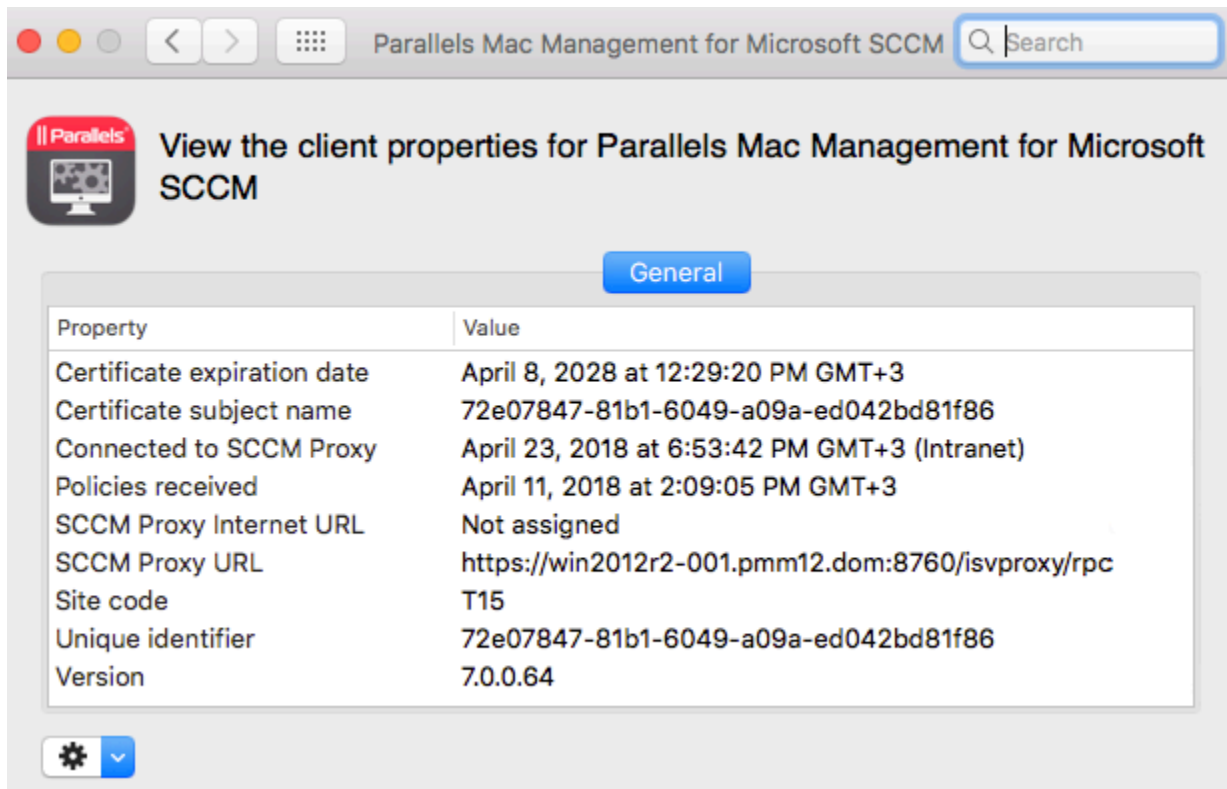 Parallels Mac Management for Microsoft SCCM
Search
|| Parallels®
View the client properties for Parallels Mac Management for Microsoft
SCCM
General
Property Value
Certificate expiration date April 8, 2028 at 12:29:20 PM GMT+3
Certificate subject name 72e07847-81b1-6049-a09a-ed042bd81f86
Connected to SCCM Proxy April 23, 2018 at 6:53:42 PM GMT+3 (Intranet)
Policies received April 11, 2018 at 2:09:05 PM GMT+3
SCCM Proxy Internet URL Not assigned
SCCM Proxy URL https://win2012r2-001.pmm12.dom:8760/isvproxy/rpc
Site code T15
Unique identifier 72e07847-81b1-6049-a09a-ed042bd81f86
Version 7.0.0.64